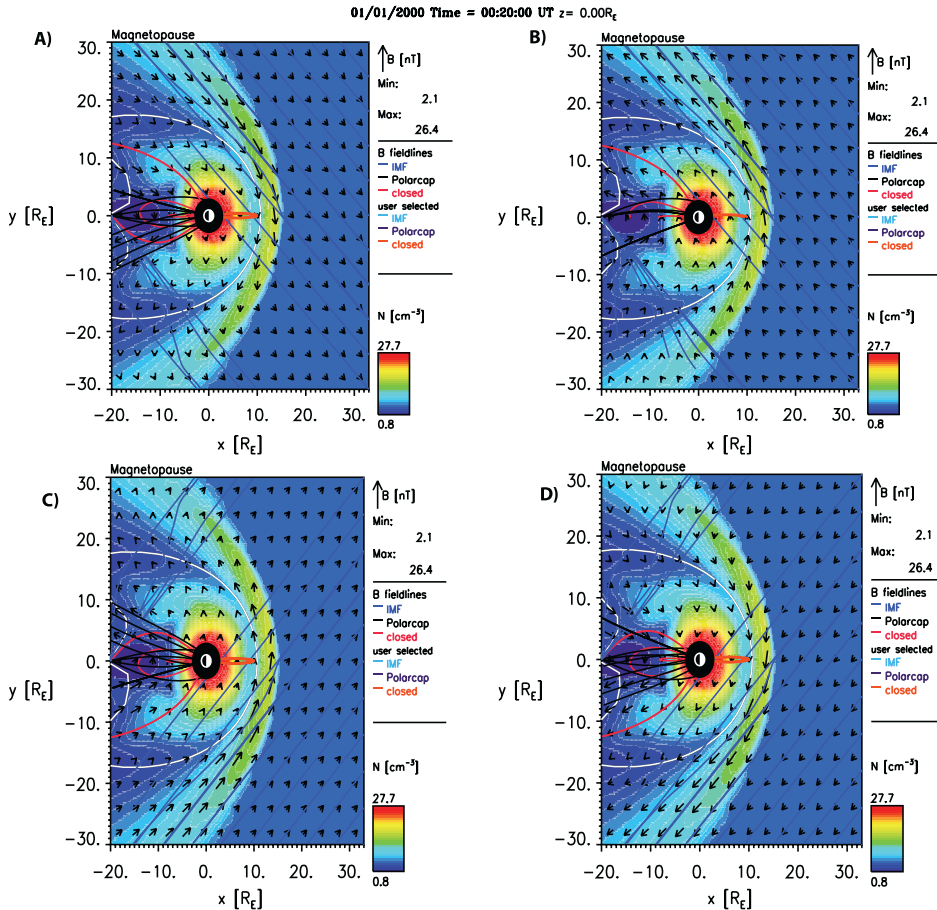 01/01/2000 Time = 00:20:00 UT z= 0.00R_E
A)
Magnetopause
30.
20.
10.
0.
-10.
-20.
-30.
y [R_E]
-20. -10. 0. 10. 20. 30.
x [R_E]
B [nT]
Min:
2.1
Max:
26.4
B fieldlines
IMF
Polarcap
closed
user selected
IMF
Polarcap
closed
N [cm⁻³]
27.7
0.8
B)
Magnetopause
30.
20.
10.
0.
-10.
-20.
-30.
y [R_E]
-20. -10. 0. 10. 20. 30.
x [R_E]
B [nT]
Min:
2.1
Max:
26.4
B fieldlines
IMF
Polarcap
closed
user selected
IMF
Polarcap
closed
N [cm⁻³]
27.7
0.8
C)
Magnetopause
30.
20.
10.
0.
-10.
-20.
-30.
y [R_E]
-20. -10. 0. 10. 20. 30.
x [R_E]
B [nT]
Min:
2.1
Max:
26.4
B fieldlines
IMF
Polarcap
closed
user selected
IMF
Polarcap
closed
N [cm⁻³]
27.7
0.8
D)
Magnetopause
30.
20.
10.
0.
-10.
-20.
-30.
y [R_E]
-20. -10. 0. 10. 20. 30.
x [R_E]
B [nT]
Min:
2.1
Max:
26.4
B fieldlines
IMF
Polarcap
closed
user selected
IMF
Polarcap
closed
N [cm⁻³]
27.7
0.8